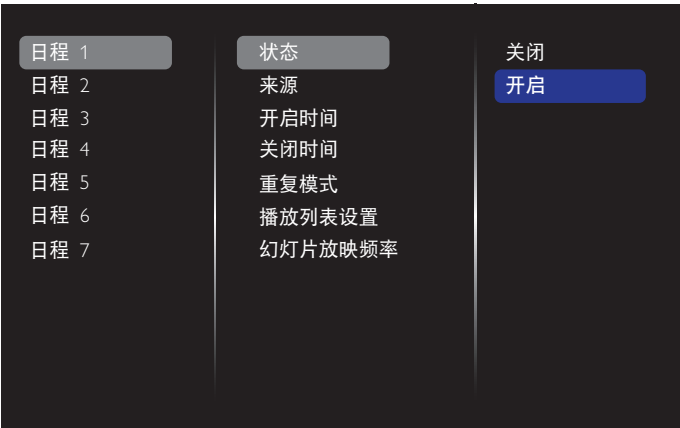 日程 1
日程 2
日程 3
日程 4
日程 5
日程 6
日程 7
状态
来源
开启时间
关闭时间
重复模式
播放列表设置
幻灯片放映频率
关闭
开启